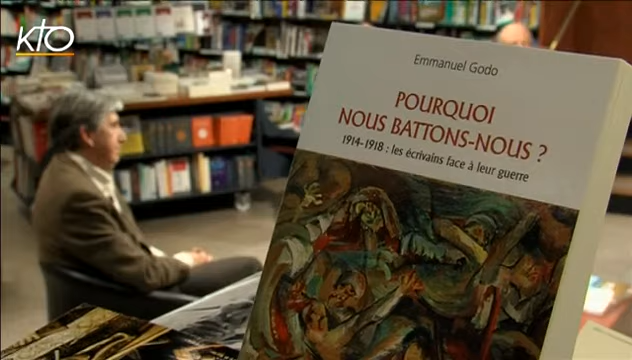 KTO
Emmanuel Godo
POURQUOI
NOUS BATTONS-NOUS ?
1914-1918 : les écrivains face à leur guerre